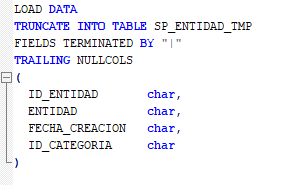 LOAD DATA
TRUNCATE INTO TABLE SP_ENTIDAD_TMP
FIELDS TERMINATED BY "|"
TRAILING NULLCOLS
(
ID_ENTIDAD char,
ENTIDAD char,
FECHA_CREACION char,
ID_CATEGORIA char
)